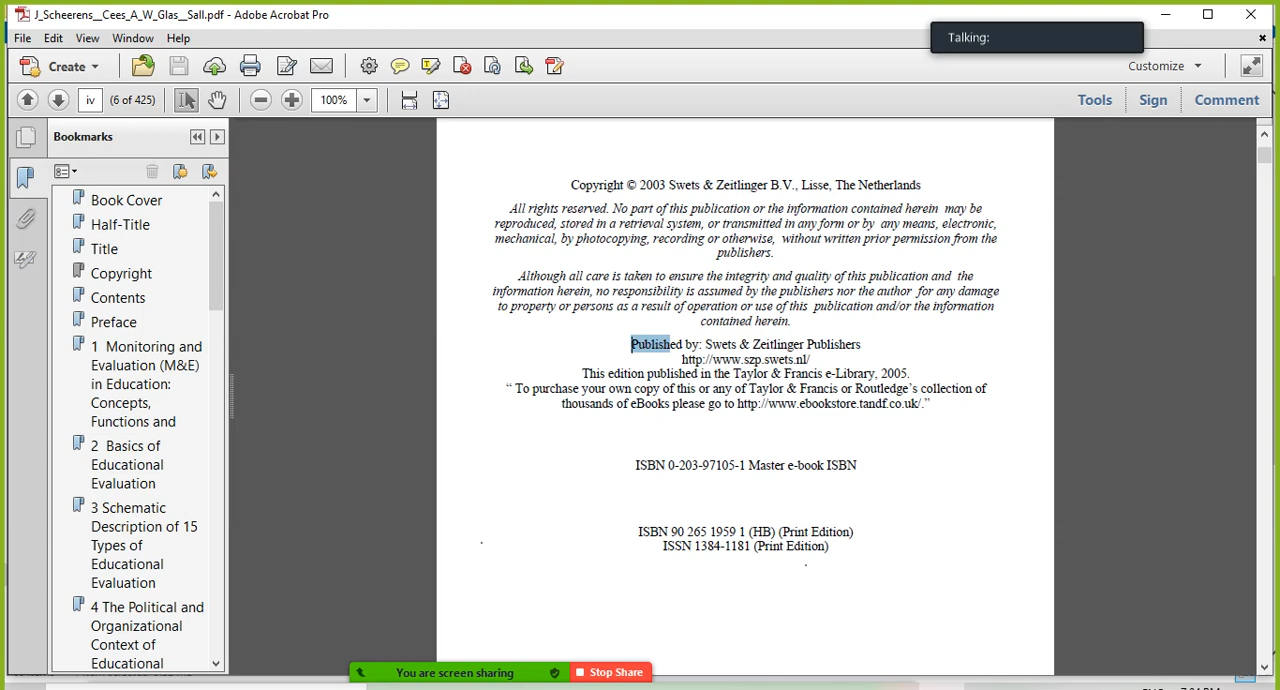 J_Scheerens__Cees_A_W_Glas__Sall.pdf - Adobe Acrobat Pro
File Edit View Window Help
Talking:
Create
Customize
iv (6 of 425)
100%
Tools Sign Comment
Bookmarks
Book Cover
Half-Title
Title
Copyright
Contents
Preface
1 Monitoring and
Evaluation (M&E)
in Education:
Concepts,
Functions and
2 Basics of
Educational
Evaluation
3 Schematic
Description of 15
Types of
Educational
Evaluation
4 The Political and
Organizational
Context of
Educational
Copyright © 2003 Swets & Zeitlinger B.V., Lisse, The Netherlands
All rights reserved. No part of this publication or the information contained herein may be
reproduced, stored in a retrieval system, or transmitted in any form or by any means, electronic,
mechanical, by photocopying, recording or otherwise, without written prior permission from the
publishers.
Although all care is taken to ensure the integrity and quality of this publication and the
information herein, no responsibility is assumed by the publishers nor the author for any damage
to property or persons as a result of operation or use of this publication and/or the information
contained herein.
Published by: Swets & Zeitlinger Publishers
http://www.szp.swets.nl/
This edition published in the Taylor & Francis e-Library, 2005.
“ To purchase your own copy of this or any of Taylor & Francis or Routledge’s collection of
thousands of eBooks please go to http://www.ebookstore.tandf.co.uk/.”
ISBN 0-203-97105-1 Master e-book ISBN
ISBN 90 265 1959 1 (HB) (Print Edition)
ISSN 1384-1181 (Print Edition)
You are screen sharing
Stop Share